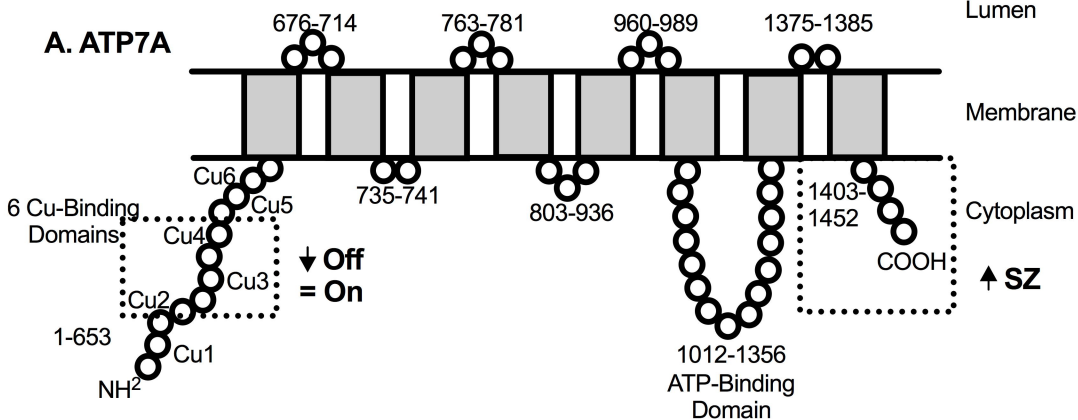 Lumen
676-714
763-781
960-989
1375-1385
A. ATP7A
Membrane
Cu6
Cu5
735-741
803-936
1403-
1452
Cytoplasm
6 Cu-Binding
Domains
Cu4
↓ Off
= On
Cu3
COOH
↑ SZ
Cu2
1-653
Cu1
1012-1356
ATP-Binding
Domain
NH2